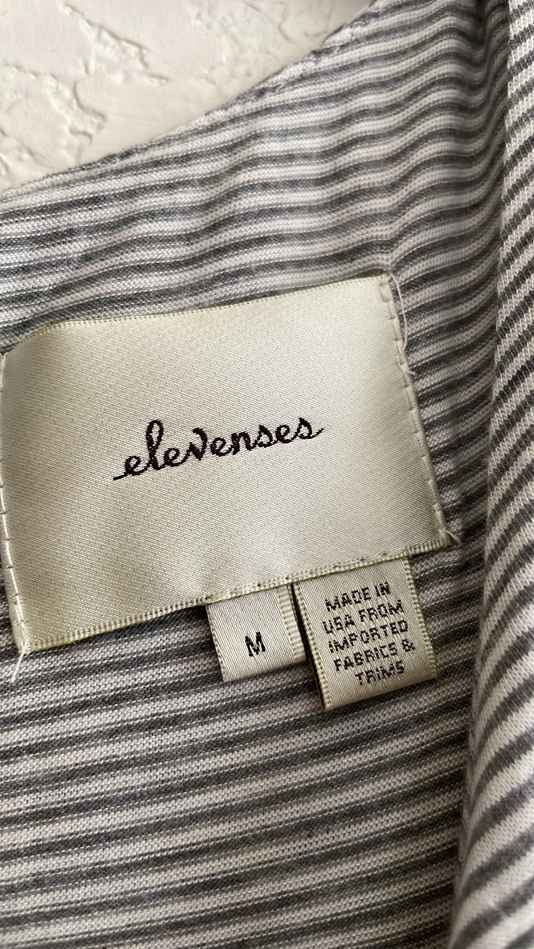 elevenses
M
MADE IN
USA FROM
IMPORTED
FABRICS &
TRIMS